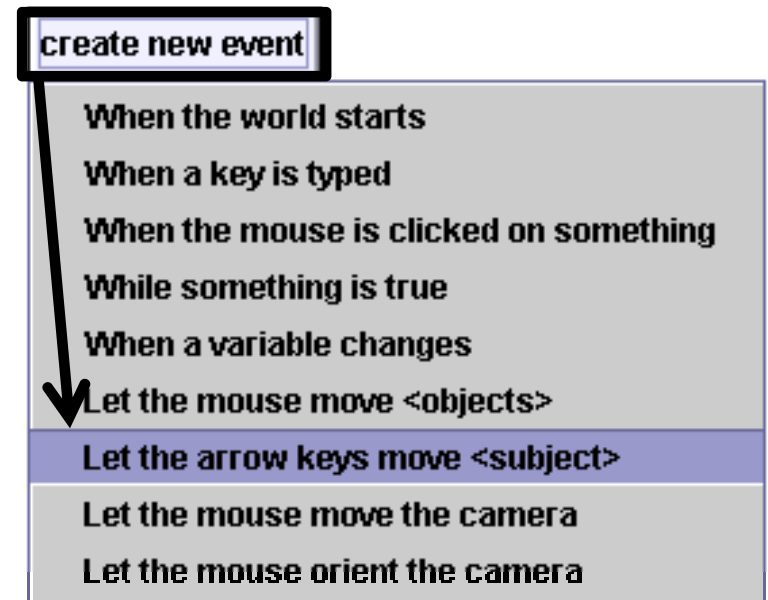 create new event
When the world starts
When a key is typed
When the mouse is clicked on something
While something is true
When a variable changes
Let the mouse move <objects>
Let the arrow keys move <subject>
Let the mouse move the camera
Let the mouse orient the camera